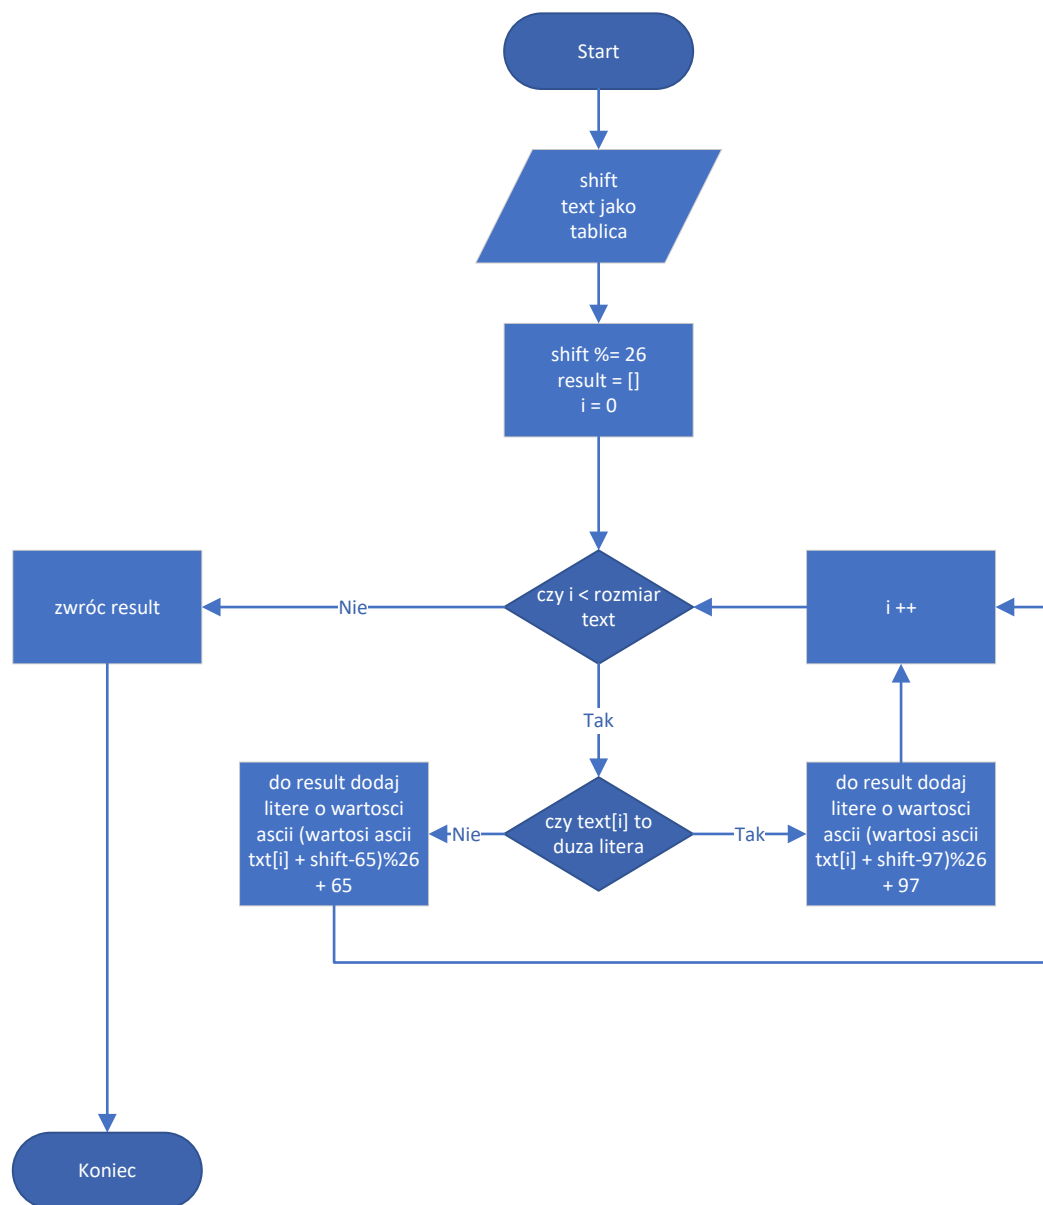 Start
shift
text jako
tablica
shift %= 26
result = []
i = 0
zwróc result
Nie
czy i < rozmiar
text
i ++
Tak
do result dodaj
litere o wartosci
ascii (wartosi ascii
txt[i] + shift-65)%26
+ 65
Nie
czy text[i] to
duza litera
Tak
do result dodaj
litere o wartosci
ascii (wartosi ascii
txt[i] + shift-97)%26
+ 97
Koniec